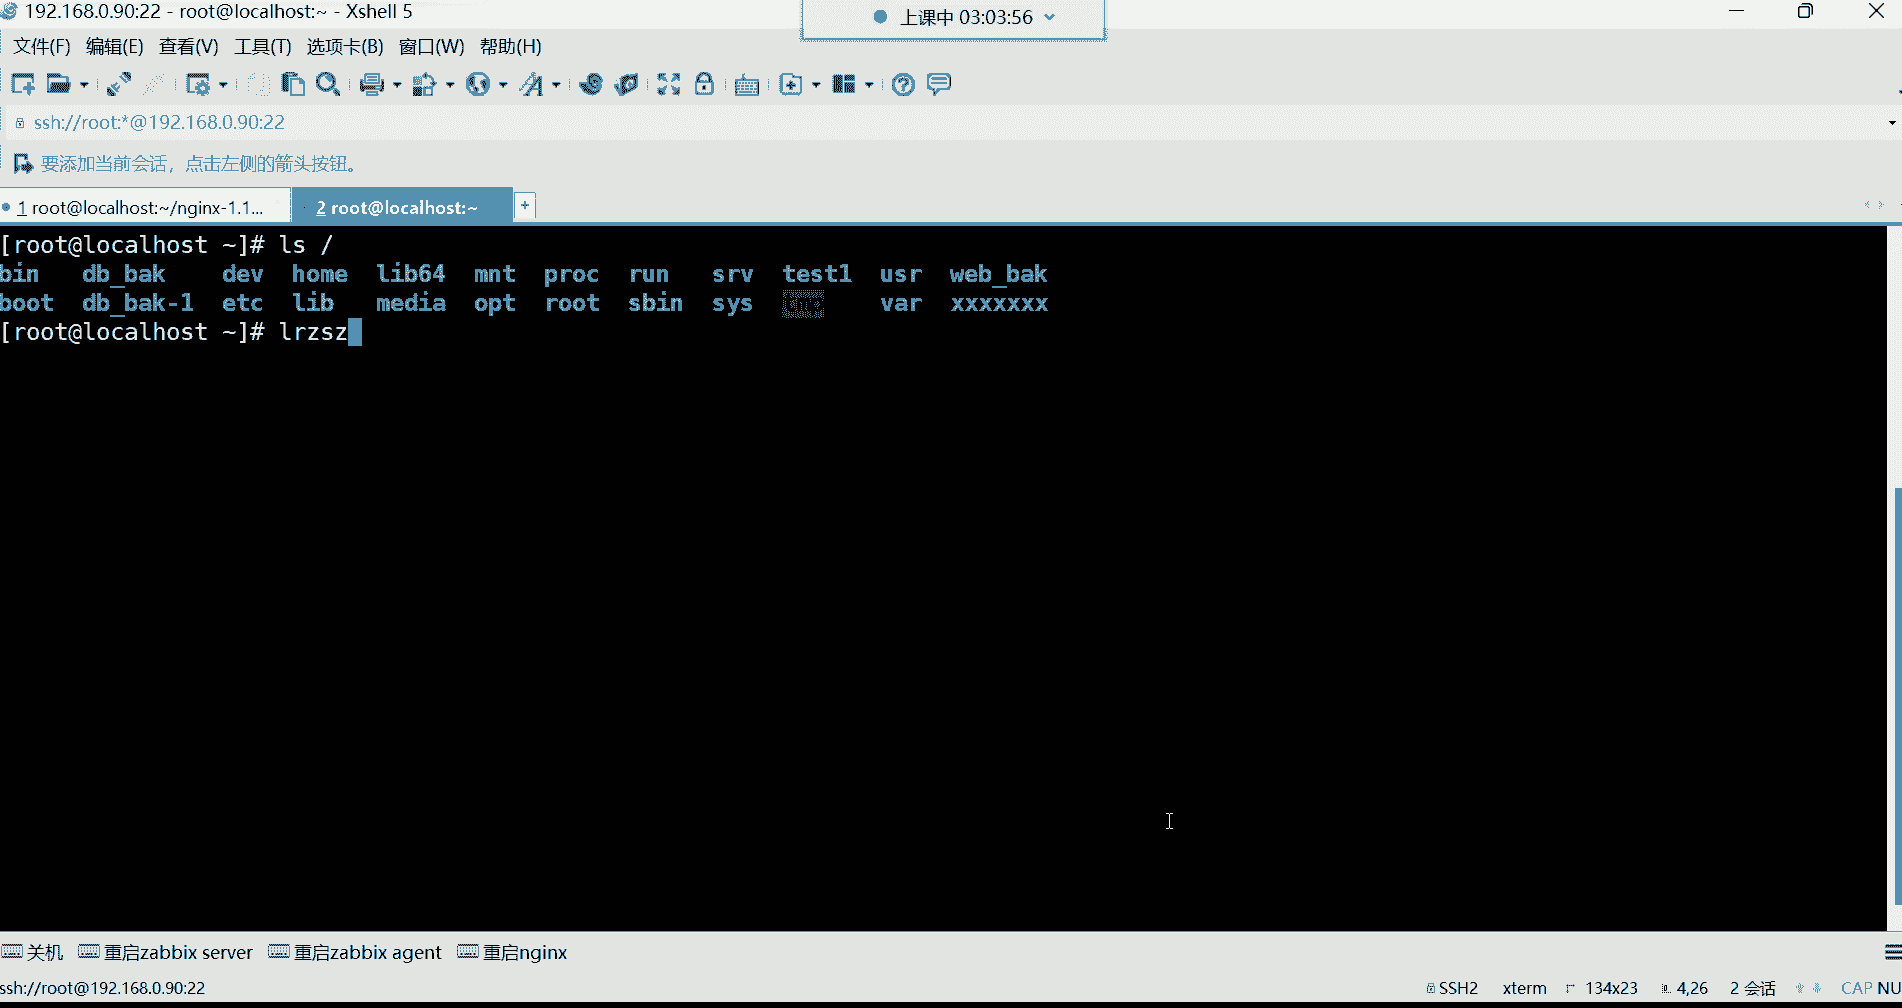 192.168.0.90:22 - root@localhost:~ - Xshell 5
上课中 03:03:56
文件(F) 编辑(E) 查看(V) 工具(T) 选项卡(B) 窗口(W) 帮助(H)
ssh://root:*@192.168.0.90:22
要添加当前会话，点击左侧的箭头按钮。
1 root@localhost:~/nginx-1.1... 2 root@localhost:~ +
[root@localhost ~]# ls /
bin db_bak dev home lib64 mnt proc run srv test1 usr web_bak
boot db_bak-1 etc lib media opt root sbin sys var xxxxxxx
[root@localhost ~]# lrzsz
关机 重启zabbix server 重启zabbix agent 重启nginx
ssh://root@192.168.0.90:22 SSH2 xterm 134x23 4,26 2 会话 CAP NU